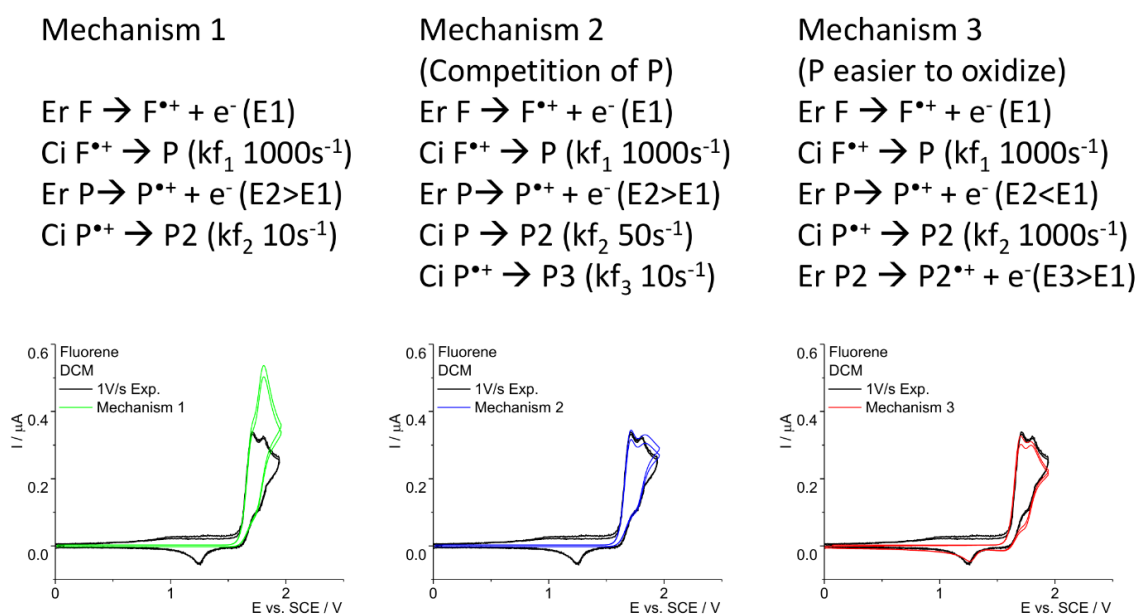 Mechanism 1
Er F → F•+ + e- (E1)
Ci F•+ → P (kf₁ 1000s⁻¹)
Er P→ P•+ + e- (E2>E1)
Ci P•+ → P2 (kf₂ 10s⁻¹)
Mechanism 2
(Competition of P)
Er F → F•+ + e- (E1)
Ci F•+ → P (kf₁ 1000s⁻¹)
Er P→ P•+ + e- (E2>E1)
Ci P → P2 (kf₂ 50s⁻¹)
Ci P•+ → P3 (kf₃ 10s⁻¹)
Mechanism 3
(P easier to oxidize)
Er F → F•+ + e- (E1)
Ci F•+ → P (kf₁ 1000s⁻¹)
Er P→ P•+ + e- (E2<E1)
Ci P•+ → P2 (kf₂ 1000s⁻¹)
Er P2 → P2•+ + e-(E3>E1)
0.6
0.4
0.2
0.0
I / µA
Fluorene
DCM
1V/s Exp.
Mechanism 1
0 1 2
E vs. SCE / V
0.6
0.4
0.2
0.0
I / µA
Fluorene
DCM
1V/s Exp.
Mechanism 2
0 1 2
E vs. SCE / V
0.6
0.4
0.2
0.0
I / µA
Fluorene
DCM
1V/s Exp.
Mechanism 3
0 1 2
E vs. SCE / V